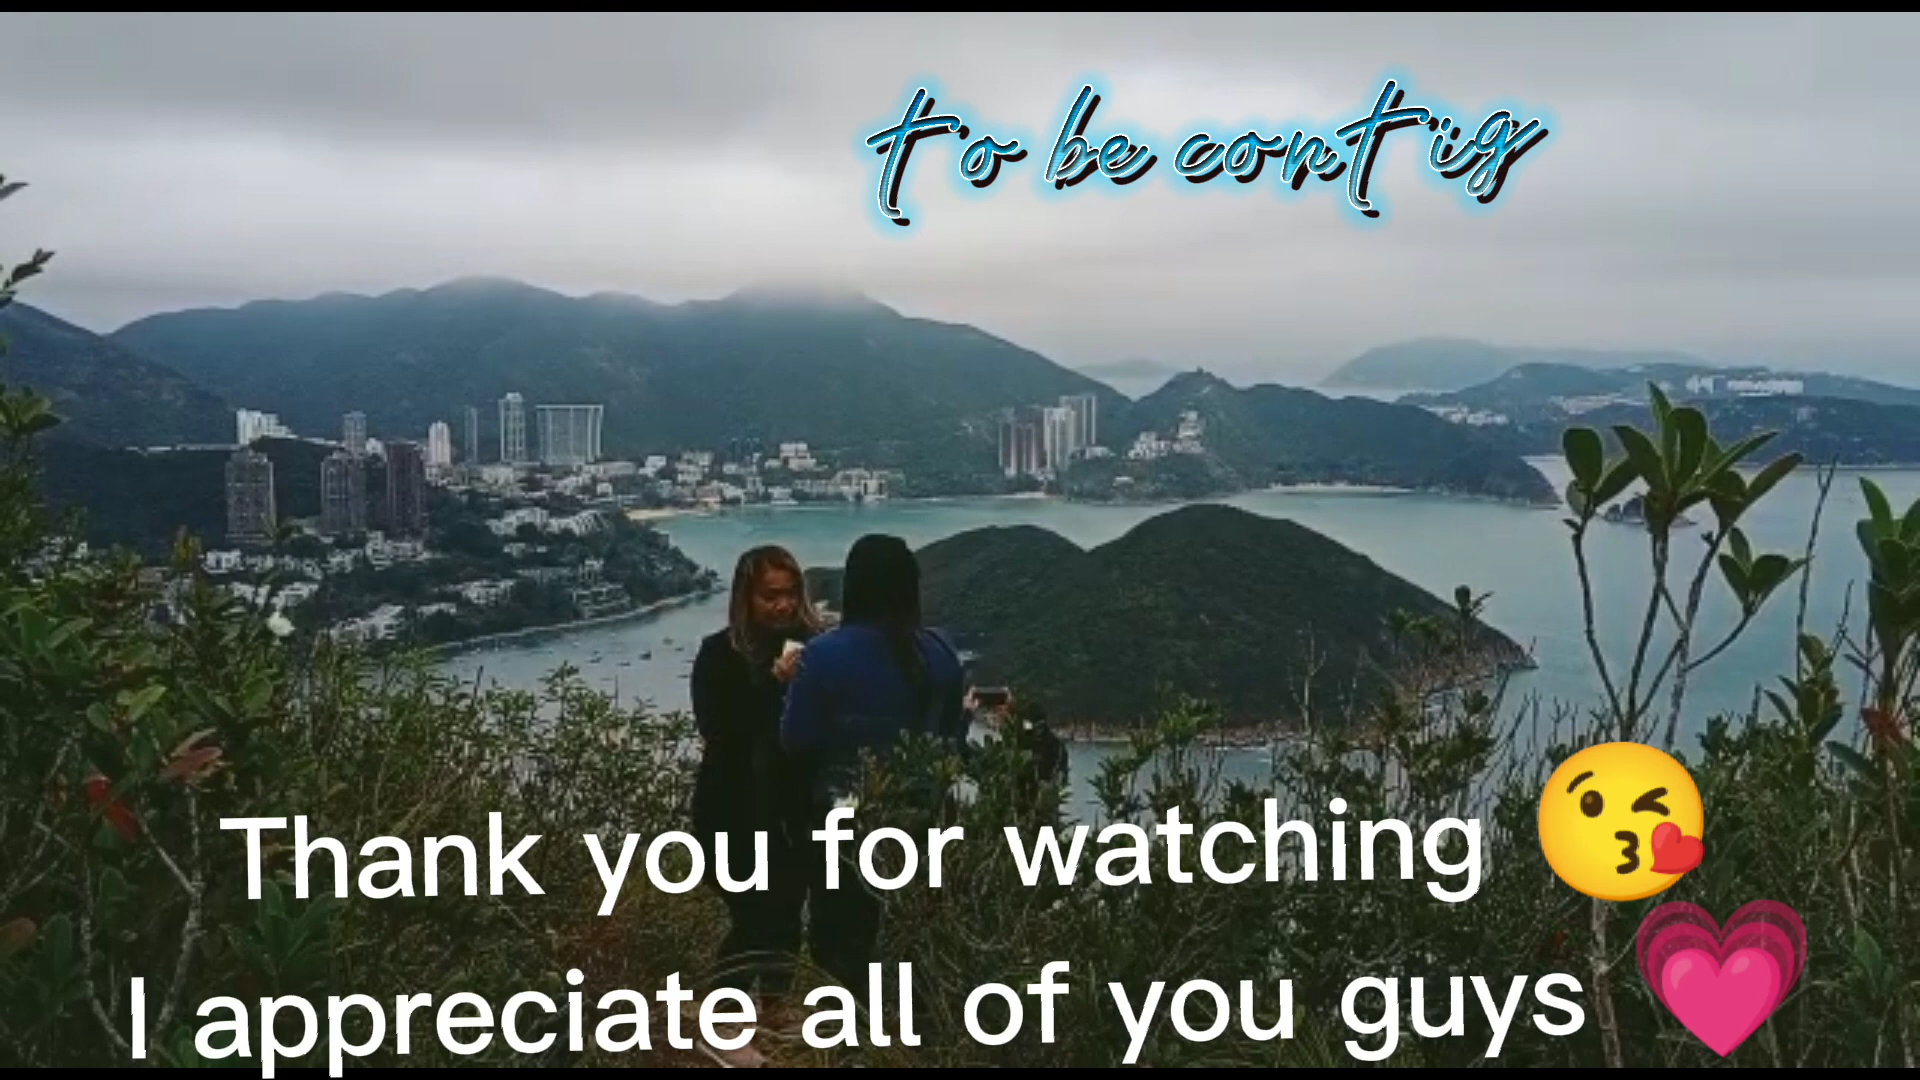 to be contig
Thank you for watching 😘
I appreciate all of you guys 💗